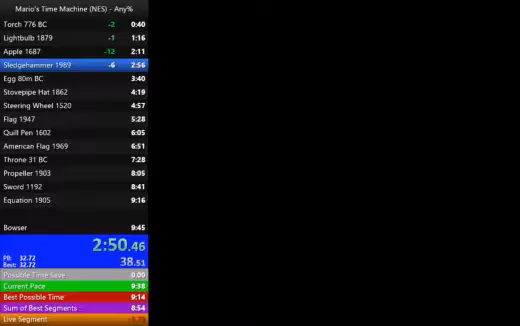 Mario's Time Machine (NES) - Any%
Torch 776 BC -2 0:40
Lightbulb 1879 -1 1:16
Apple 1687 -12 2:11
Sledgehammer 1989 -6 2:56
Egg 80m BC 3:40
Stovepipe Hat 1862 4:19
Steering Wheel 1520 4:57
Flag 1947 5:28
Quill Pen 1602 6:05
American Flag 1969 6:51
Throne 31 BC 7:28
Propeller 1903 8:05
Sword 1192 8:41
Equation 1905 9:16
Bowser 9:45
2:50.46
PB: 32.72
Best: 32.72
38.51
Possible Time Save 0.00
Current Pace 9:38
Best Possible Time 9:14
Sum of Best Segments 8:54
Live Segment